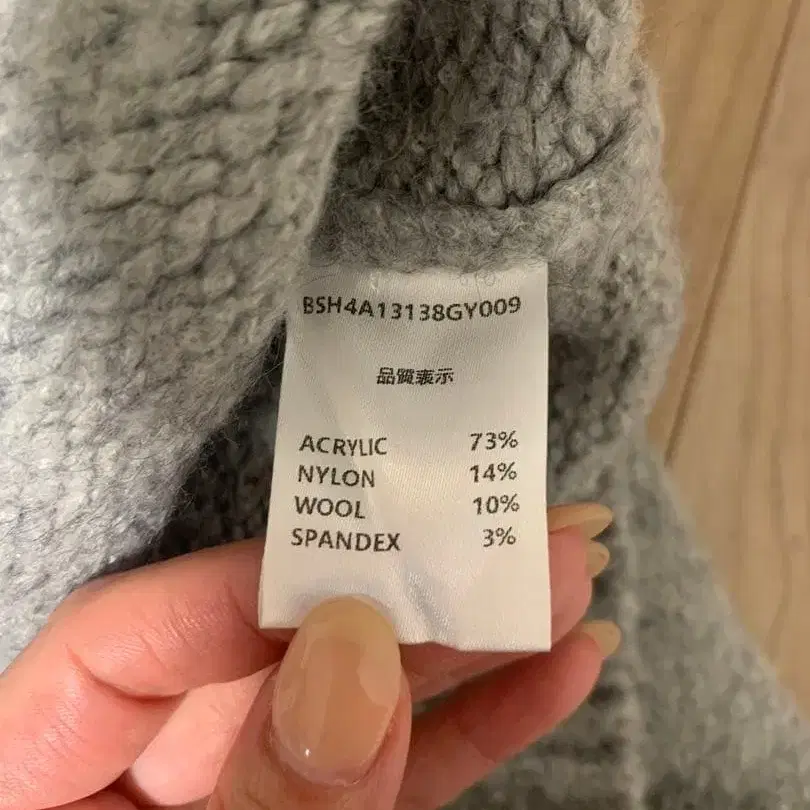 BSH4A13138GY009
品質表示
ACRYLIC 73%
NYLON 14%
WOOL 10%
SPANDEX 3%